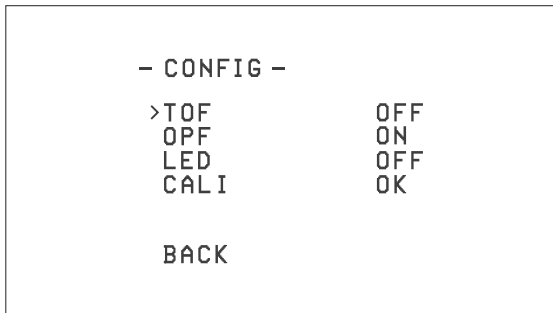 - CONFIG -
>TOF OFF
OPF ON
LED OFF
CALI OK
BACK